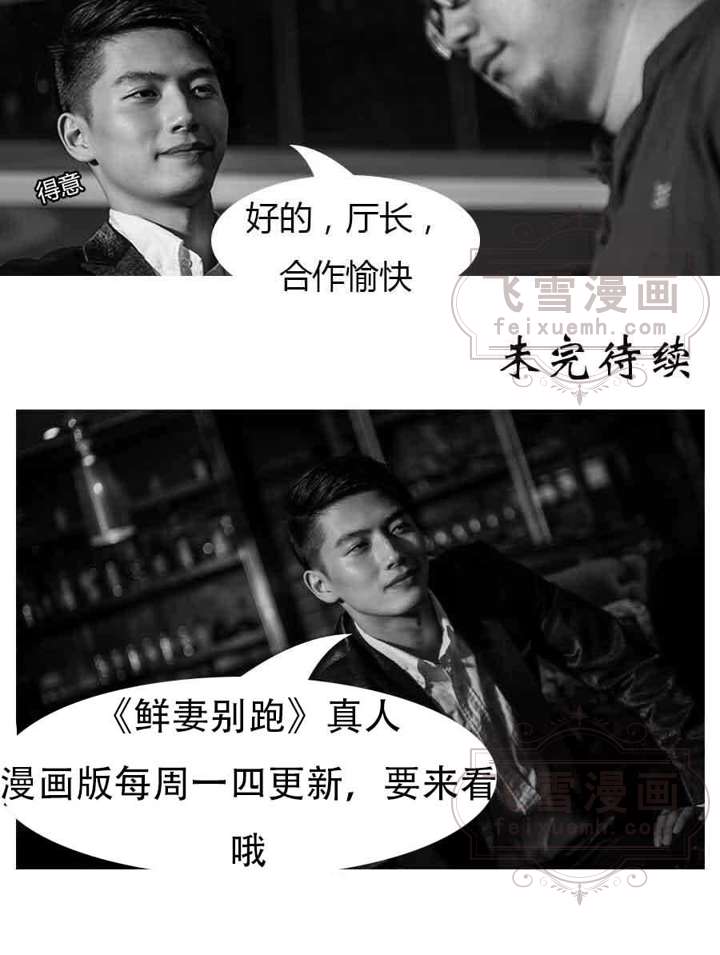 得意
好的，厅长，
合作愉快
飞雪漫画
feixuemh.com
未完待续
《鲜妻别跑》真人
漫画版每周一四更新，要来看
哦
飞雪漫画
feixuemh.com